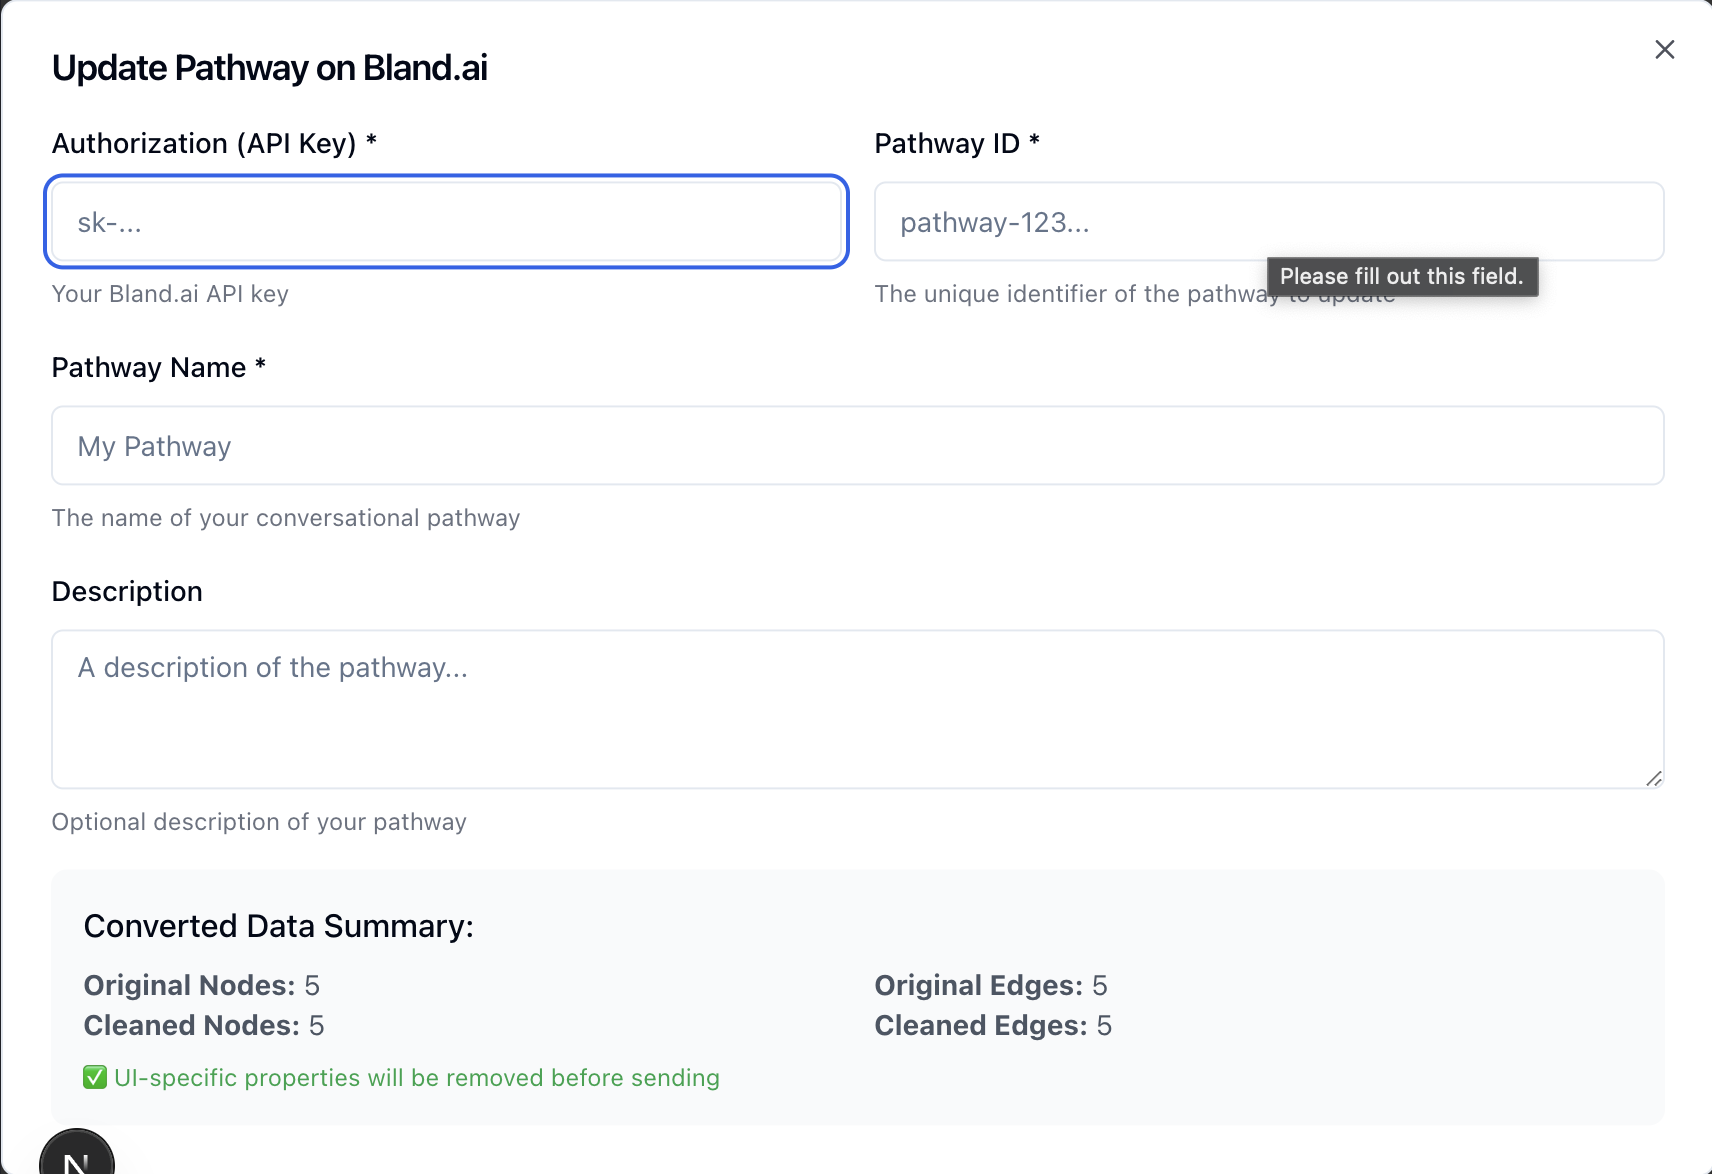 Update Pathway on Bland.ai
Authorization (API Key) *
sk-...
Your Bland.ai API key
Pathway ID *
pathway-123...
Please fill out this field.
The unique identifier of the pathway to update
Pathway Name *
My Pathway
The name of your conversational pathway
Description
A description of the pathway...
Optional description of your pathway
Converted Data Summary:
Original Nodes: 5
Original Edges: 5
Cleaned Nodes: 5
Cleaned Edges: 5
✅ UI-specific properties will be removed before sending
N